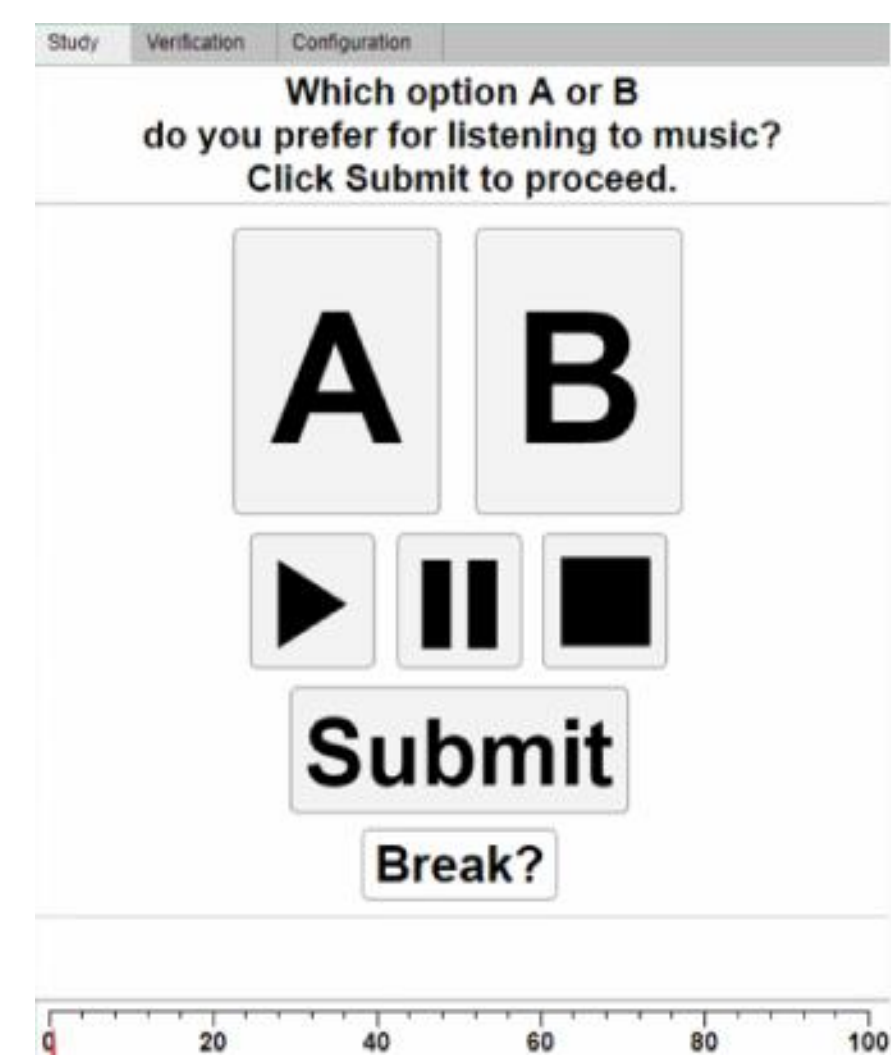 Study Verification Configuration
Which option A or B
do you prefer for listening to music?
Click Submit to proceed.
A B
Submit
Break?
0 20 40 60 80 100